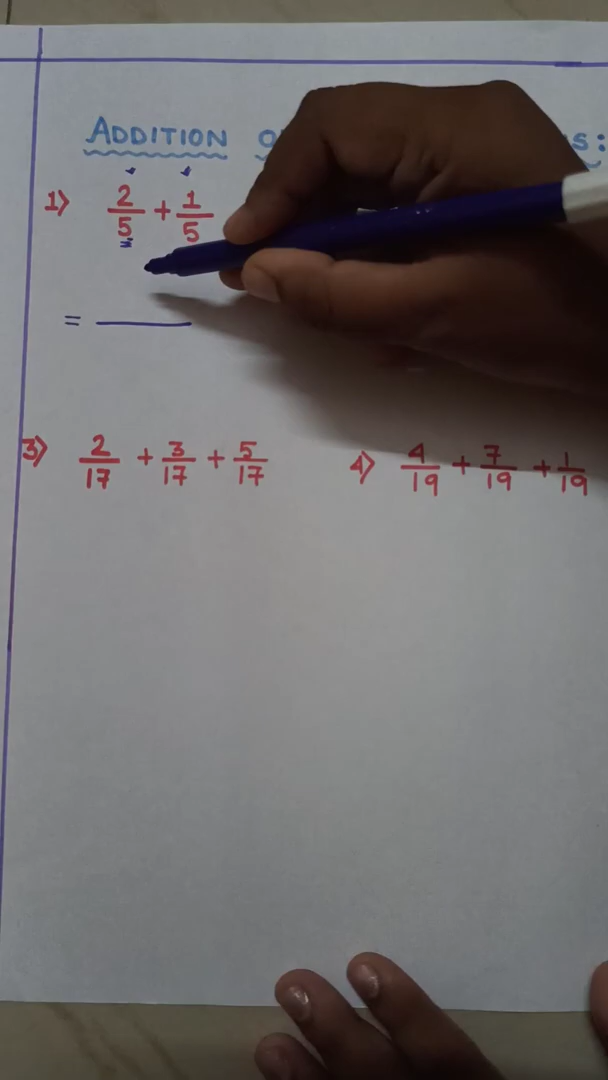 ADDITION
1) 2/5 + 1/5
=
3) 2/17 + 3/17 + 5/17
4) 4/19 + 7/19 + 1/19